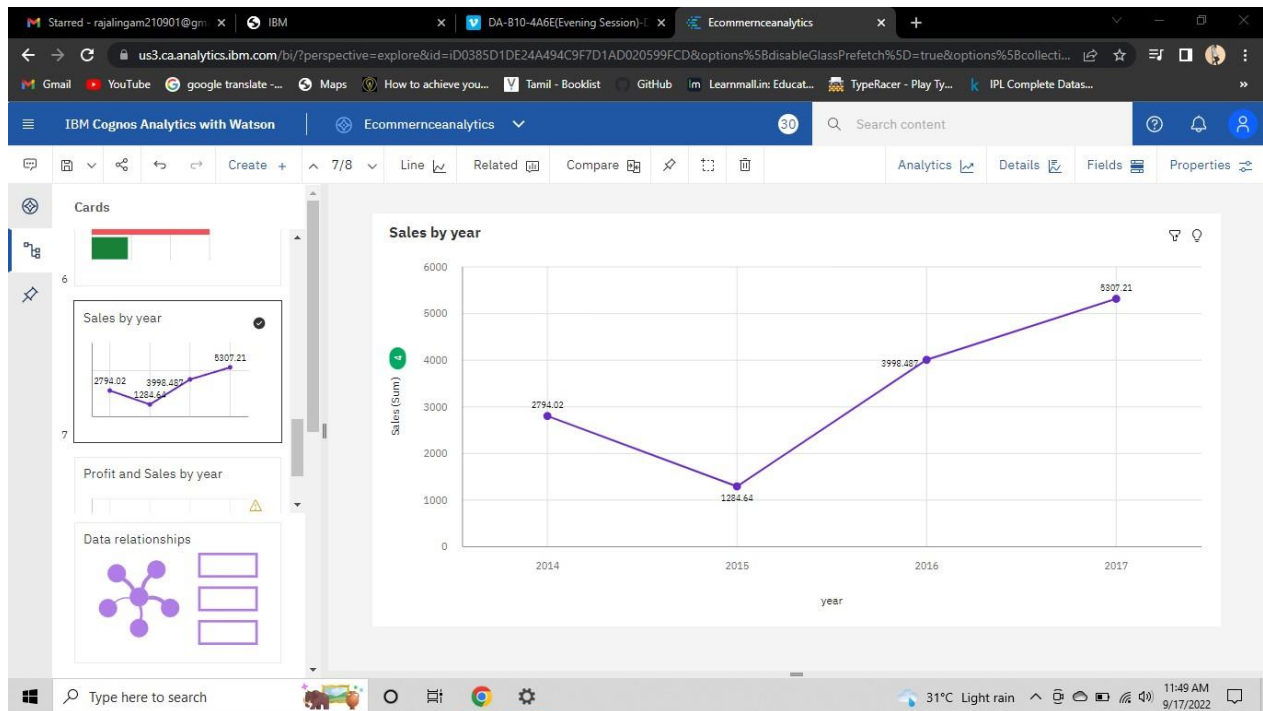 Starred - rajalingam210901@gm
IBM
DA-B10-4A6E(Evening Session)-
Ecommernceanalytics
us3.ca.analytics.ibm.com/bi/?perspective=explore&id=iD0385D1DE24A494C9F7D1AD020599FCD&options%5BdisableGlassPrefetch%5D=true&options%5Bcollecti...
Gmail YouTube google translate -... Maps How to achieve you... Tamil - Booklist GitHub Learnmall.in: Educat... TypeRacer - Play Ty... IPL Complete Datas... »
IBM Cognos Analytics with Watson Ecommernceanalytics 30 Search content
Create + 7/8 Line Related Compare Analytics Details Fields Properties
Cards
6
Sales by year
5307.21
2794.02 3998.487
1284.64
7
Profit and Sales by year
Data relationships
Sales by year
6000
5000
4000
3000
2000
1000
0
Sales (Sum)
4
2794.02
1284.64
3998.487
5307.21
2014 2015 2016 2017
year
Type here to search
31°C Light rain
11:49 AM
9/17/2022